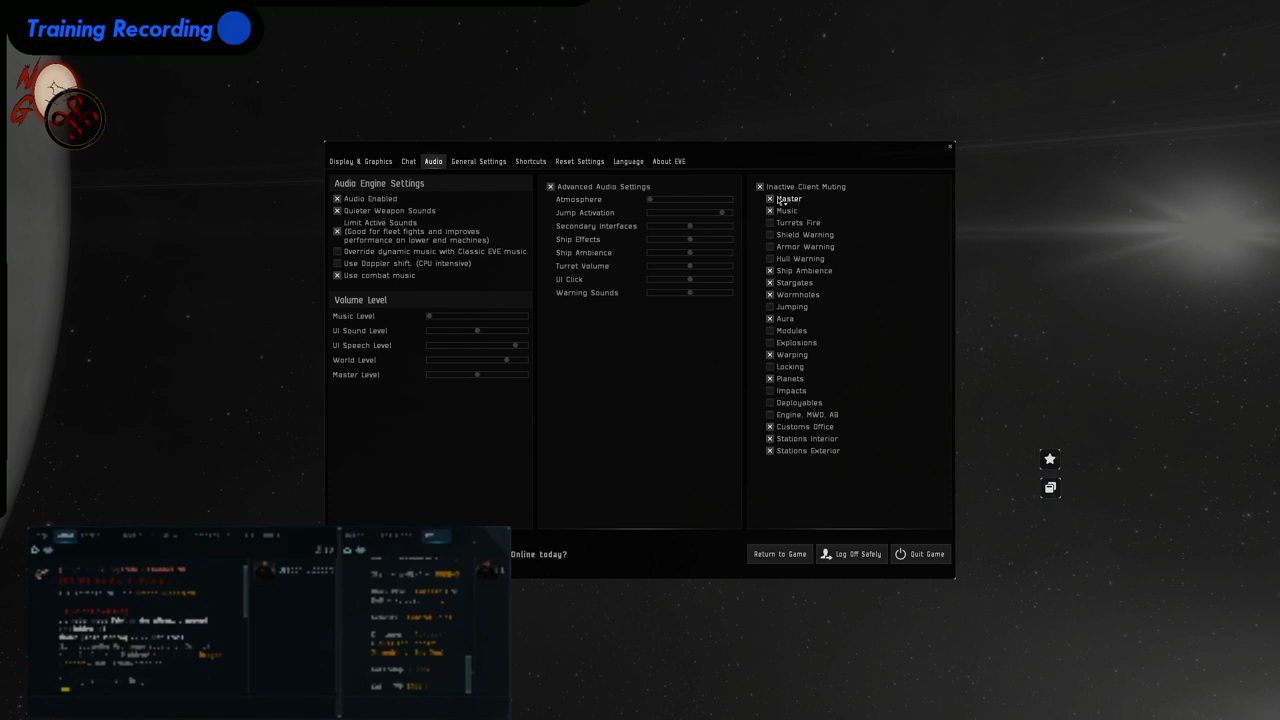 Training Recording
N
G
Display & Graphics Chat Audio General Settings Shortcuts Reset Settings Language About EVE
Audio Engine Settings
Audio Enabled
Quieter Weapon Sounds
Limit Active Sounds
(Good for fleet fights and improves
performance on lower end machines)
Override dynamic music with Classic EVE music.
Use Doppler shift. (CPU intensive)
Use combat music
Volume Level
Music Level
UI Sound Level
UI Speech Level
World Level
Master Level
Advanced Audio Settings
Atmosphere
Jump Activation
Secondary Interfaces
Ship Effects
Ship Ambience
Turret Volume
UI Click
Warning Sounds
Inactive Client Muting
Master
Music
Turrets Fire
Shield Warning
Armor Warning
Hull Warning
Ship Ambience
Stargates
Wormholes
Jumping
Aura
Modules
Explosions
Warping
Locking
Planets
Impacts
Deployables
Engine, MWD, AB
Customs Office
Stations Interior
Stations Exterior
Online today?
Return to Game
Log Off Safely
Quit Game